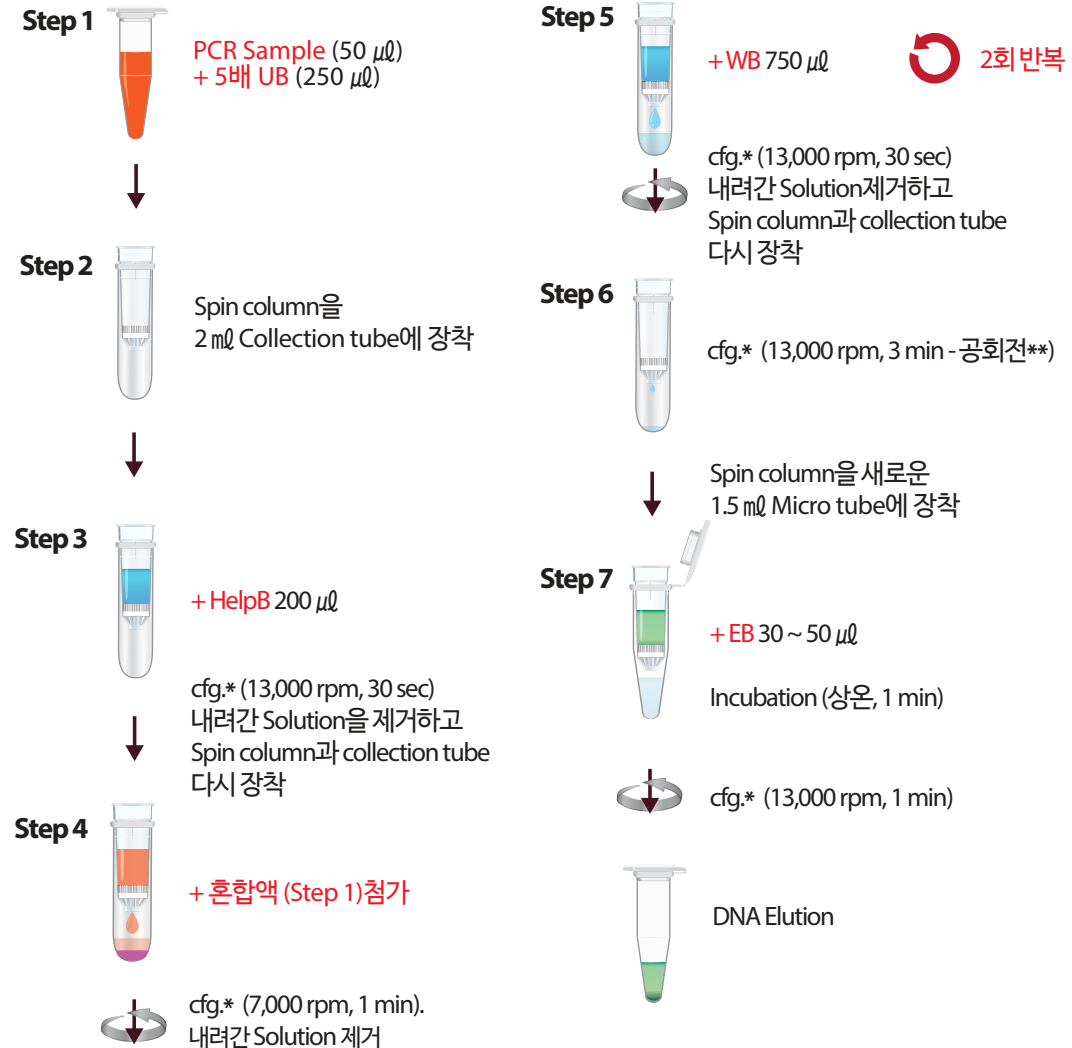 Step 1
PCR Sample (50 ㎕)
+ 5배 UB (250 ㎕)
Step 2
Spin column을
2 ㎖ Collection tube에 장착
Step 3
+ HelpB 200 ㎕
cfg.* (13,000 rpm, 30 sec)
내려간 Solution을 제거하고
Spin column과 collection tube
다시 장착
Step 4
+ 혼합액 (Step 1)첨가
cfg.* (7,000 rpm, 1 min).
내려간 Solution 제거
Step 5
+ WB 750 ㎕
2회 반복
cfg.* (13,000 rpm, 30 sec)
내려간 Solution제거하고
Spin column과 collection tube
다시 장착
Step 6
cfg.* (13,000 rpm, 3 min - 공회전**)
Spin column을 새로운
1.5 ㎖ Micro tube에 장착
Step 7
+ EB 30 ~ 50 ㎕
Incubation (상온, 1 min)
cfg.* (13,000 rpm, 1 min)
DNA Elution